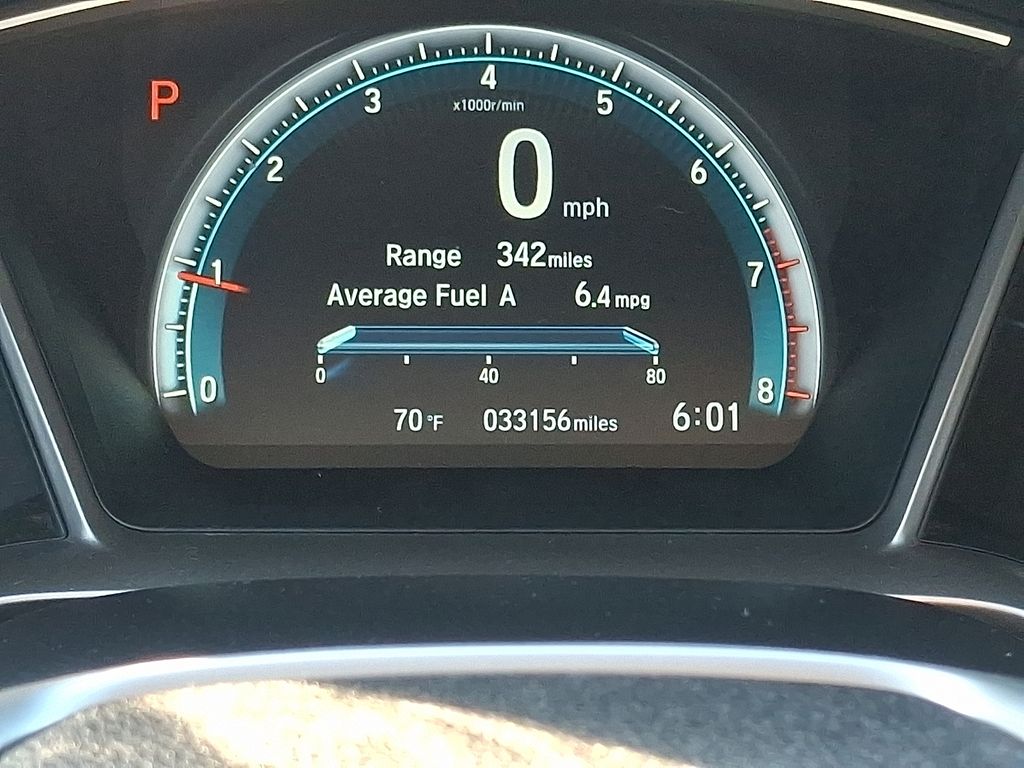 P
0 1 2 3 4 5 6 7 8
x1000r/min
0 mph
Range 342 miles
Average Fuel A 6.4 mpg
0 40 80
70 °F 033156 miles 6:01